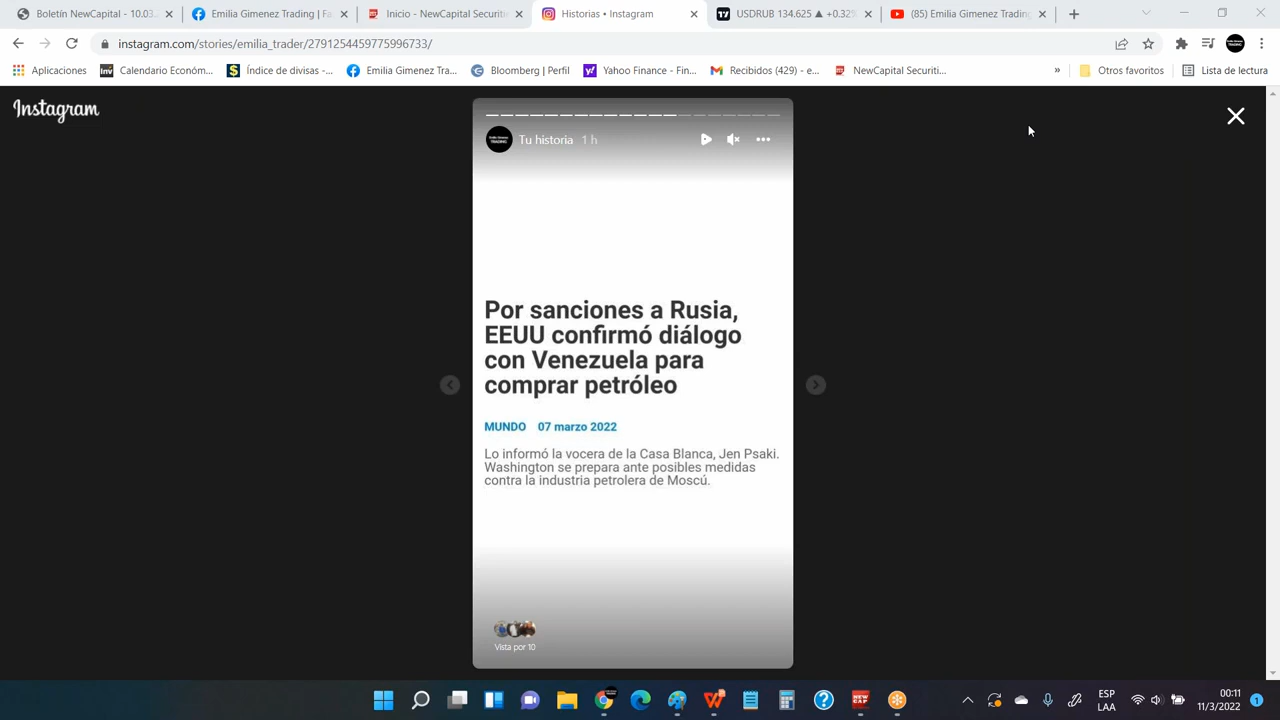 Boletín NewCapital - 10.03.
Emilia Gimenez Trading | Fa
Inicio - NewCapital Securitie
Historias • Instagram
USDRUB 134.625 ▲ +0.32%
(85) Emilia Gimenez Trading
instagram.com/stories/emilia_trader/2791254459775996733/
Aplicaciones
Calendario Económ...
Índice de divisas -...
Emilia Gimenez Tra...
Bloomberg | Perfil
Yahoo Finance - Fin...
Recibidos (429) - e...
NewCapital Securiti...
»
Otros favoritos
Lista de lectura
Instagram
Tu historia 1 h
Por sanciones a Rusia,
EEUU confirmó diálogo
con Venezuela para
comprar petróleo
MUNDO 07 marzo 2022
Lo informó la vocera de la Casa Blanca, Jen Psaki.
Washington se prepara ante posibles medidas
contra la industria petrolera de Moscú.
Vista por 10
ESP
LAA
00:11
11/3/2022